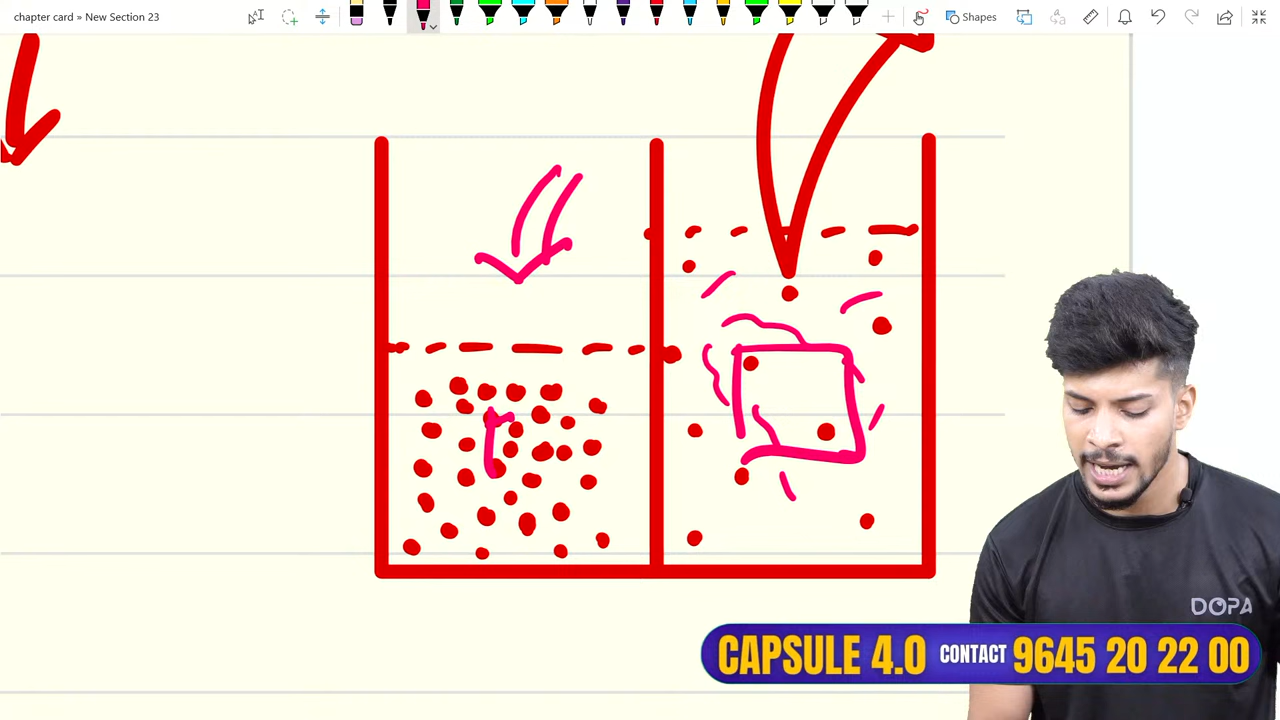 chapter card » New Section 23
Shapes
DOPA
CAPSULE 4.0 CONTACT 9645 20 22 00